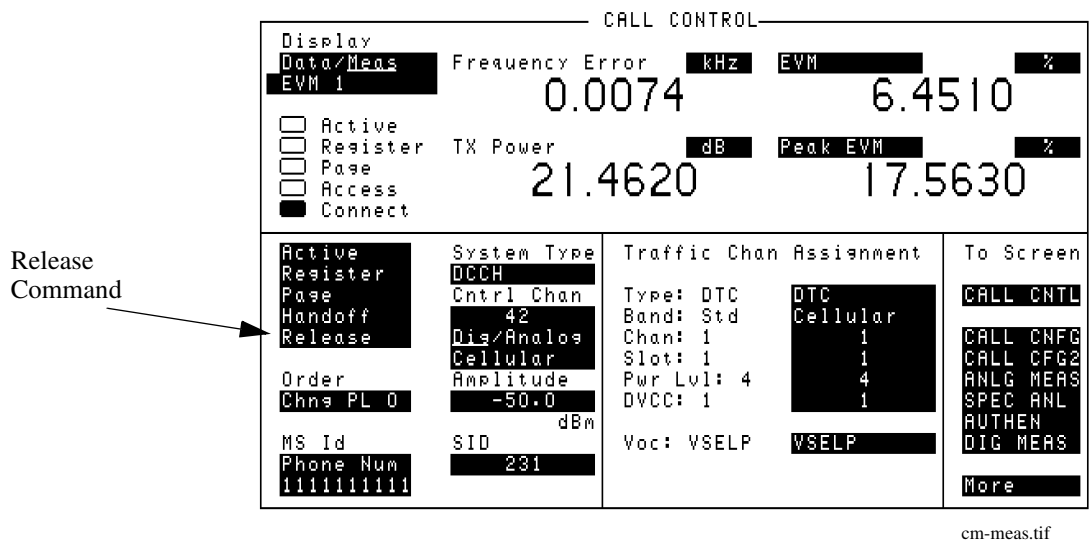 CALL CONTROL
Display
Data/Meas
EVM 1
Frequency Error kHz
0.0074
EVM %
6.4510
Active
Register
Page
Access
Connect
TX Power dB
21.4620
Peak EVM %
17.5630
Release
Command
Active
Register
Page
Handoff
Release
Order
Chng PL 0
MS Id
Phone Num
1111111111
System Type
DCCH
Cntrl Chan
42
Dig/Analog
Cellular
Amplitude
-50.0
dBm
SID
231
Traffic Chan Assignment
Type: DTC DTC
Band: Std Cellular
Chan: 1 1
Slot: 1 1
Pwr Lvl: 4 4
DVCC: 1 1
Voc: VSELP VSELP
To Screen
CALL CNTL
CALL CNFG
CALL CFG2
ANLG MEAS
SPEC ANL
AUTHEN
DIG MEAS
More
cm-meas.tif